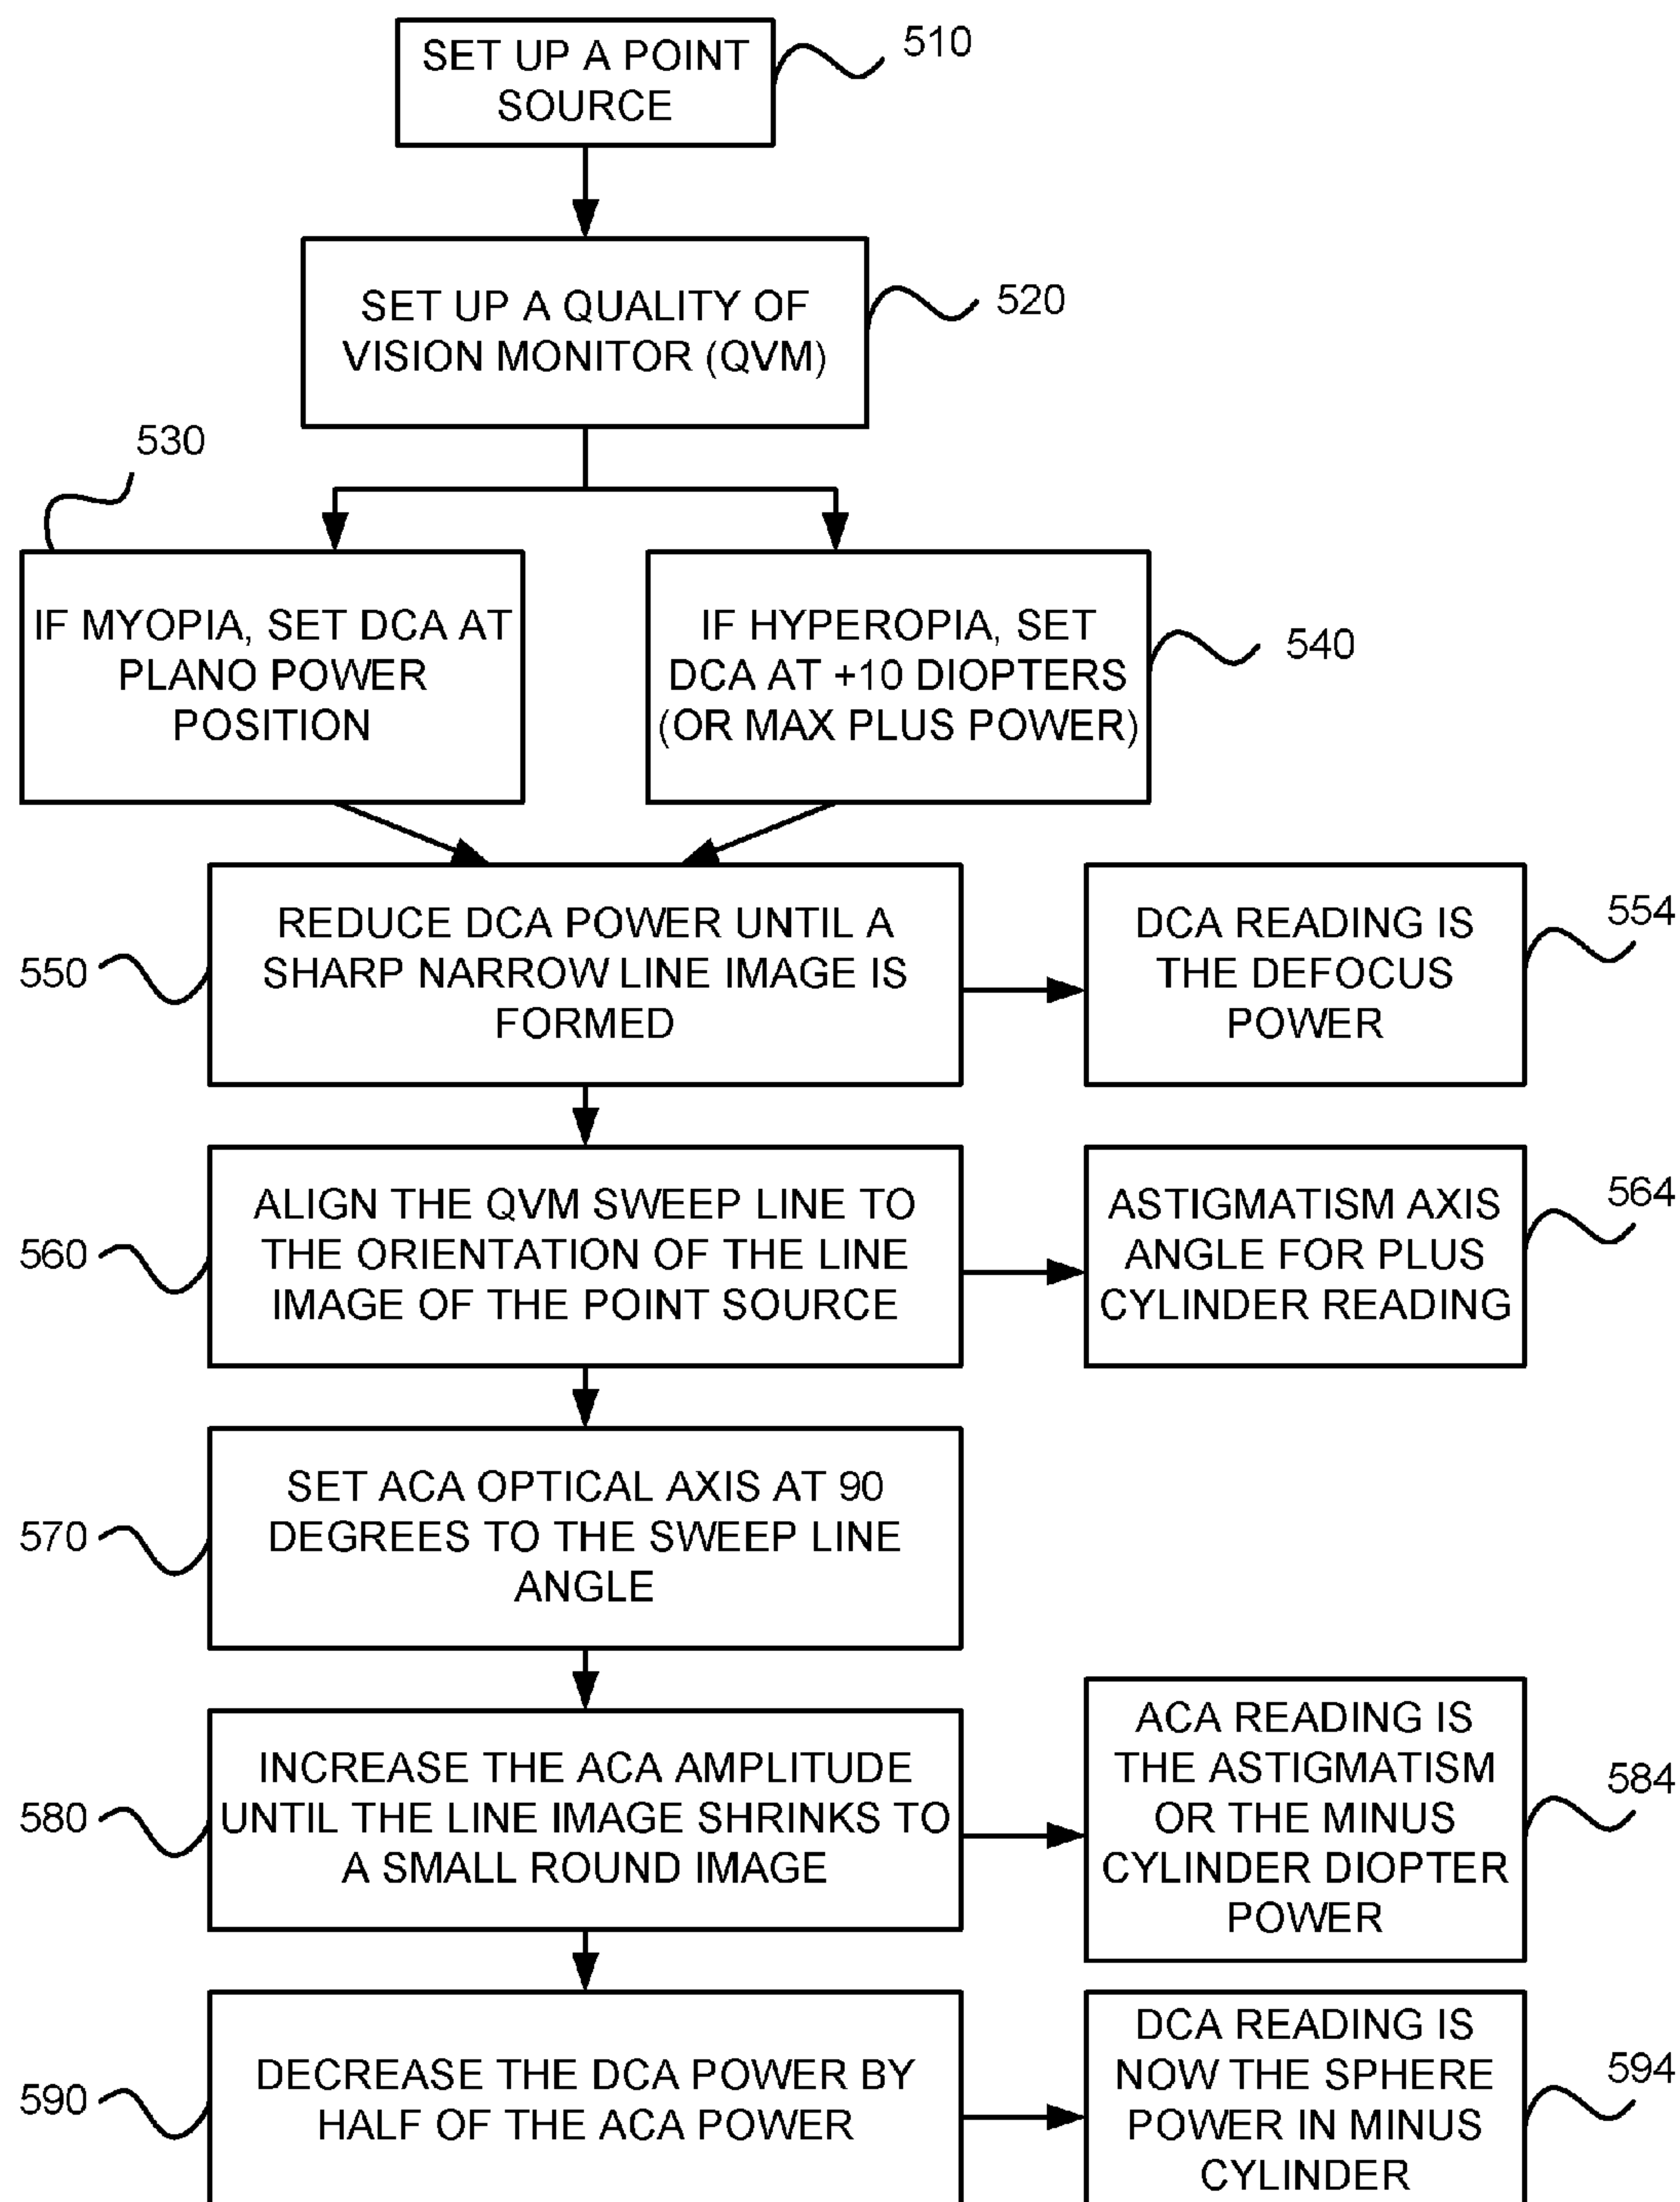 SET UP A POINT
SOURCE
510
SET UP A QUALITY OF
VISION MONITOR (QVM)
520
530
IF MYOPIA, SET DCA AT
PLANO POWER
POSITION
IF HYPEROPIA, SET
DCA AT +10 DIOPTERS
(OR MAX PLUS POWER)
540
550
REDUCE DCA POWER UNTIL A
SHARP NARROW LINE IMAGE IS
FORMED
DCA READING IS
THE DEFOCUS
POWER
554
560
ALIGN THE QVM SWEEP LINE TO
THE ORIENTATION OF THE LINE
IMAGE OF THE POINT SOURCE
ASTIGMATISM AXIS
ANGLE FOR PLUS
CYLINDER READING
564
570
SET ACA OPTICAL AXIS AT 90
DEGREES TO THE SWEEP LINE
ANGLE
580
INCREASE THE ACA AMPLITUDE
UNTIL THE LINE IMAGE SHRINKS TO
A SMALL ROUND IMAGE
ACA READING IS
THE ASTIGMATISM
OR THE MINUS
CYLINDER DIOPTER
POWER
584
590
DECREASE THE DCA POWER BY
HALF OF THE ACA POWER
DCA READING IS
NOW THE SPHERE
POWER IN MINUS
CYLINDER
594